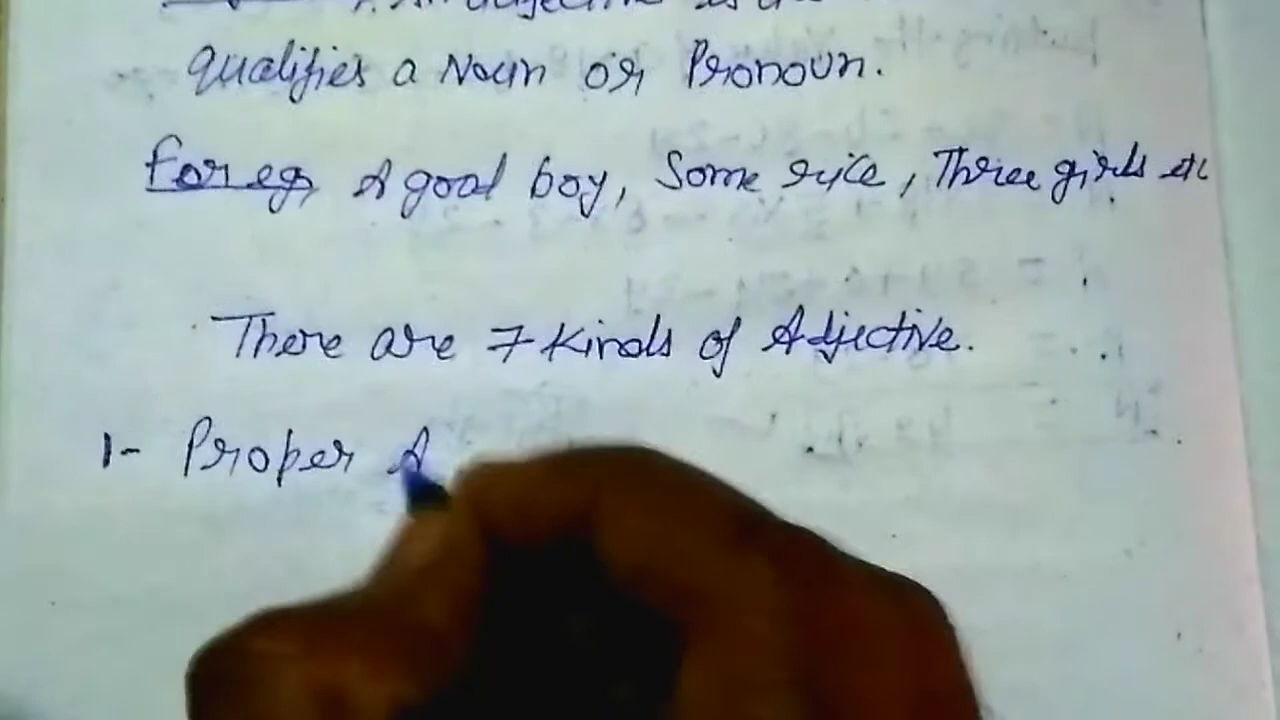 qualifies a Noun or Pronoun.
For eg, A good boy, Some rice, Three girls etc
There are 7 Kinds of Adjective.
1- Proper A